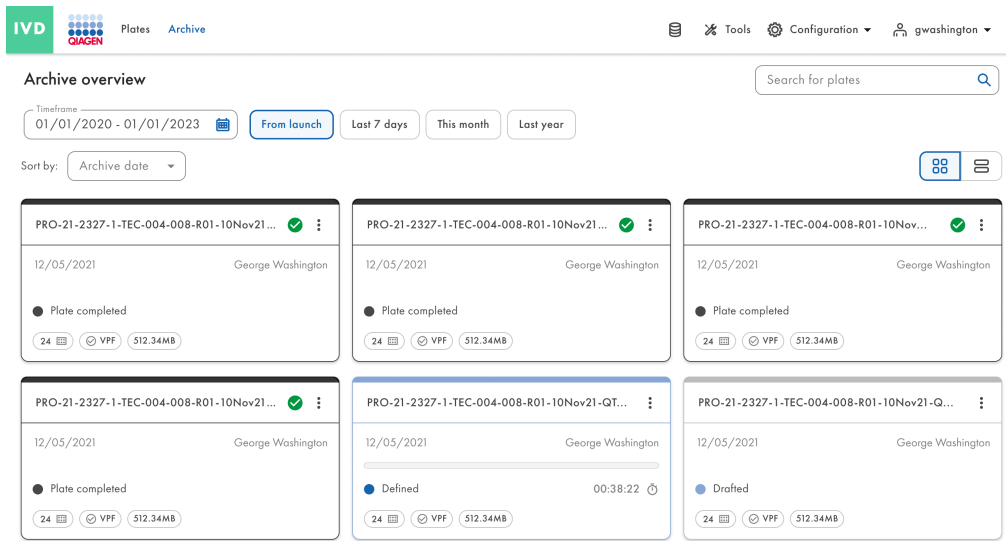 IVD QIAGEN Plates Archive Tools Configuration gwashington
Archive overview
Search for plates
Timeframe
01/01/2020 - 01/01/2023 From launch Last 7 days This month Last year
Sort by: Archive date
PRO-21-2327-1-TEC-004-008-R01-10Nov21...
12/05/2021 George Washington
Plate completed
24 VPF 512.34MB
PRO-21-2327-1-TEC-004-008-R01-10Nov21...
12/05/2021 George Washington
Plate completed
24 VPF 512.34MB
PRO-21-2327-1-TEC-004-008-R01-10Nov...
12/05/2021 George Washington
Plate completed
24 VPF 512.34MB
PRO-21-2327-1-TEC-004-008-R01-10Nov21...
12/05/2021 George Washington
Plate completed
24 VPF 512.34MB
PRO-21-2327-1-TEC-004-008-R01-10Nov21-QT...
12/05/2021 George Washington
Defined 00:38:22
24 VPF 512.34MB
PRO-21-2327-1-TEC-004-008-R01-10Nov21-Q...
12/05/2021 George Washington
Drafted
24 VPF 512.34MB